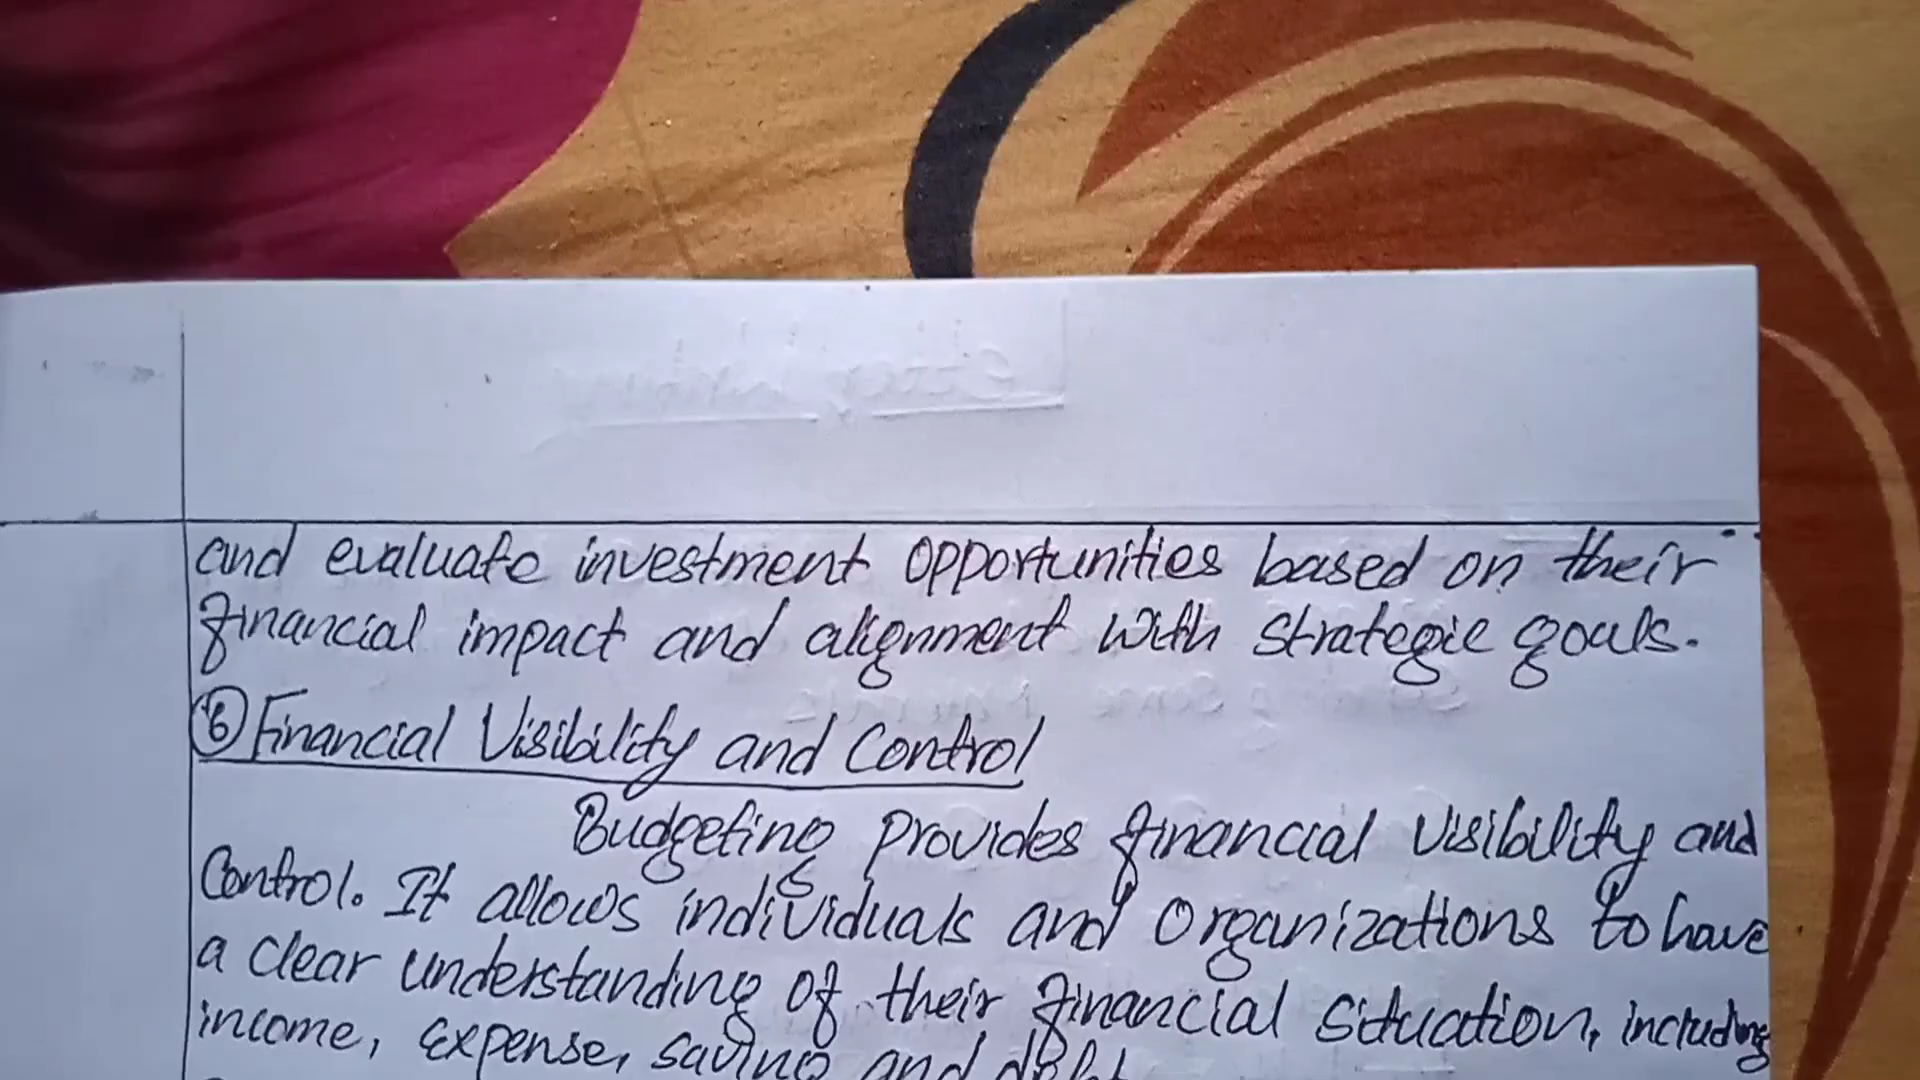 and evaluate investment opportunities based on their
financial impact and alignment with strategic goals.
⑥ Financial Visibility and Control
Budgeting provides financial visibility and
Control. It allows individuals and Organizations to have
a clear understanding of their financial situation, including
income, expense, saving and debt